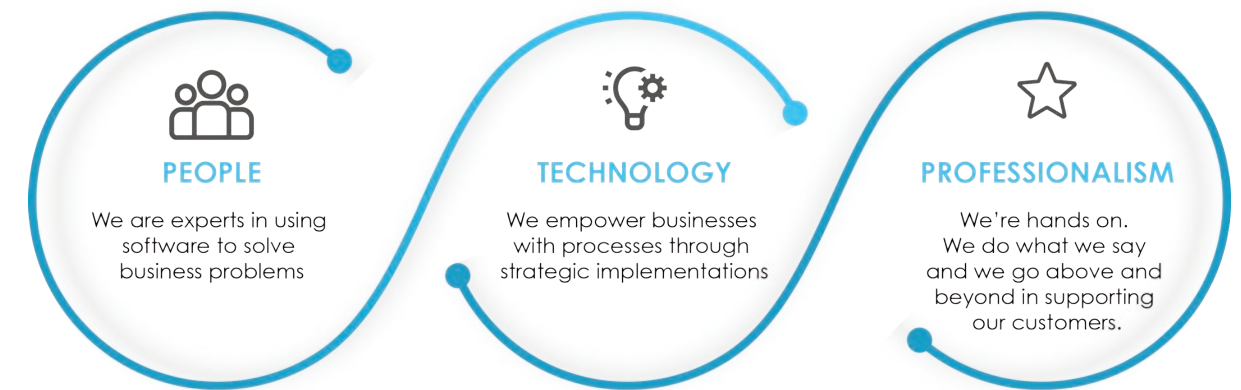 PEOPLE
We are experts in using
software to solve
business problems
TECHNOLOGY
We empower businesses
with processes through
strategic implementations
PROFESSIONALISM
We’re hands on.
We do what we say
and we go above and
beyond in supporting
our customers.